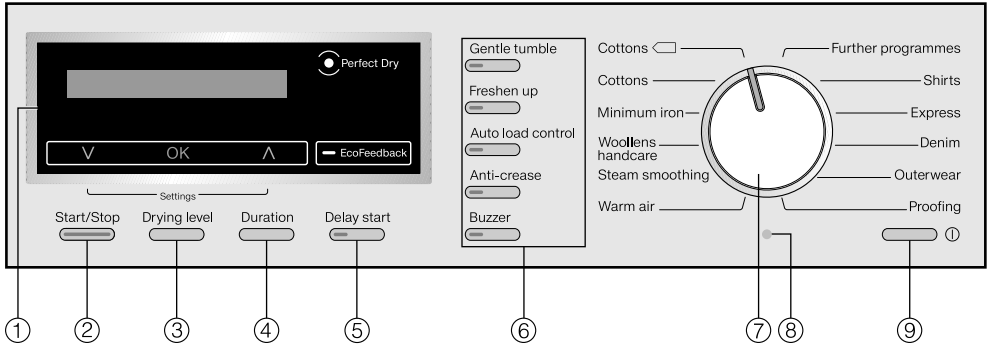 Perfect Dry
OK
EcoFeedback
Settings
Start/Stop
Drying level
Duration
Delay start
Gentle tumble
Freshen up
Auto load control
Anti-crease
Buzzer
Cottons
Cottons
Minimum iron
Woollens
handcare
Steam smoothing
Warm air
Further programmes
Shirts
Express
Denim
Outerwear
Proofing
①
②
③
④
⑤
⑥
⑦
⑧
⑨